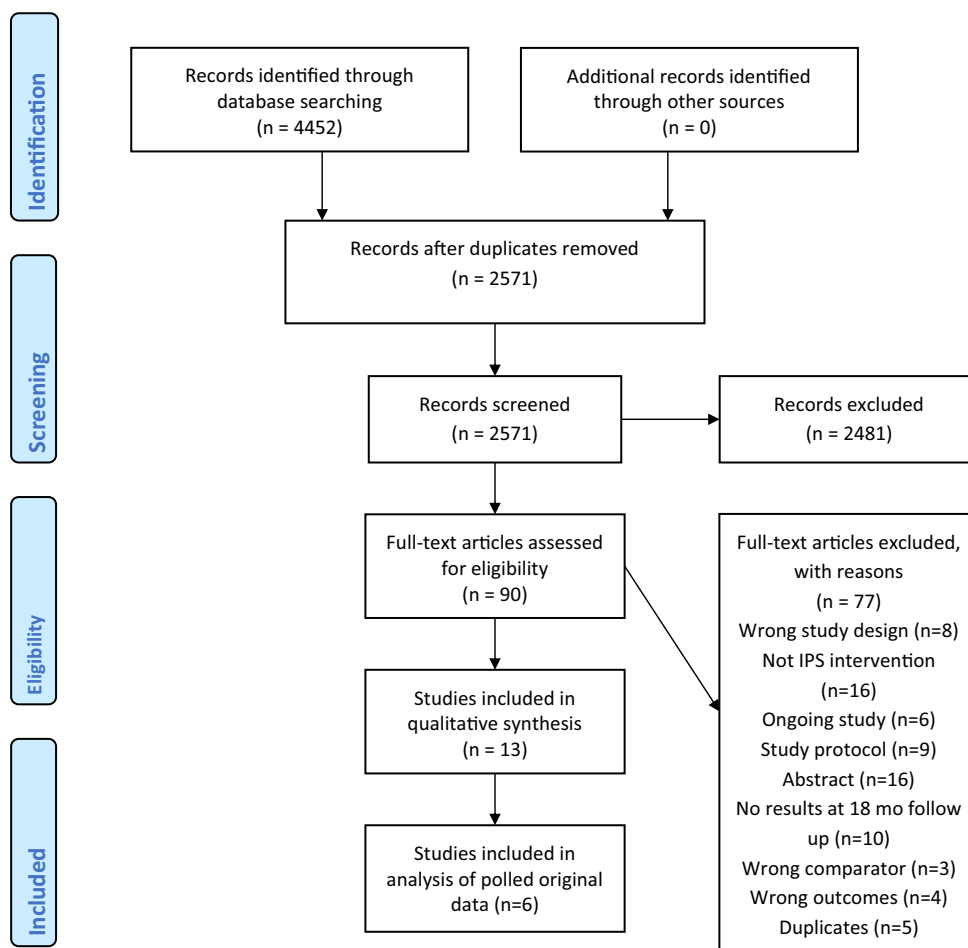 Identification
Records identified through
database searching
(n = 4452)
Additional records identified
through other sources
(n = 0)
Records after duplicates removed
(n = 2571)
Screening
Records screened
(n = 2571)
Records excluded
(n = 2481)
Eligibility
Full-text articles assessed
for eligibility
(n = 90)
Full-text articles excluded,
with reasons
(n = 77)
Wrong study design (n=8)
Not IPS intervention
(n=16)
Ongoing study (n=6)
Study protocol (n=9)
Abstract (n=16)
No results at 18 mo follow
up (n=10)
Wrong comparator (n=3)
Wrong outcomes (n=4)
Duplicates (n=5)
Studies included in
qualitative synthesis
(n = 13)
Included
Studies included in
analysis of polled original
data (n=6)